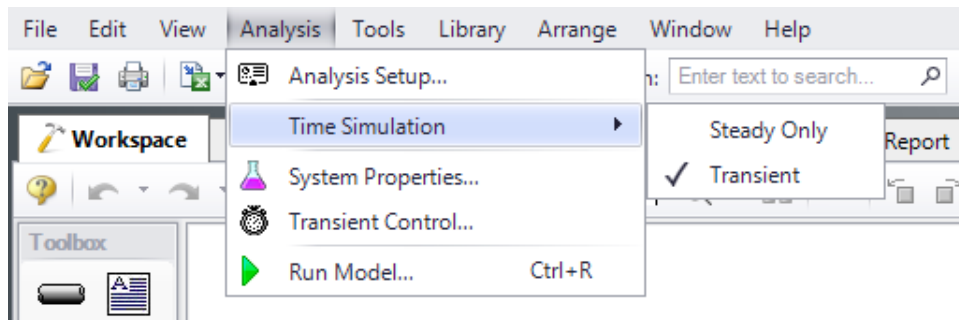 File Edit View Analysis Tools Library Arrange Window Help
Analysis Setup...
h: Enter text to search...
Time Simulation
Steady Only
Workspace
Report
System Properties...
Transient
Transient Control...
Toolbox
Run Model... Ctrl+R
A